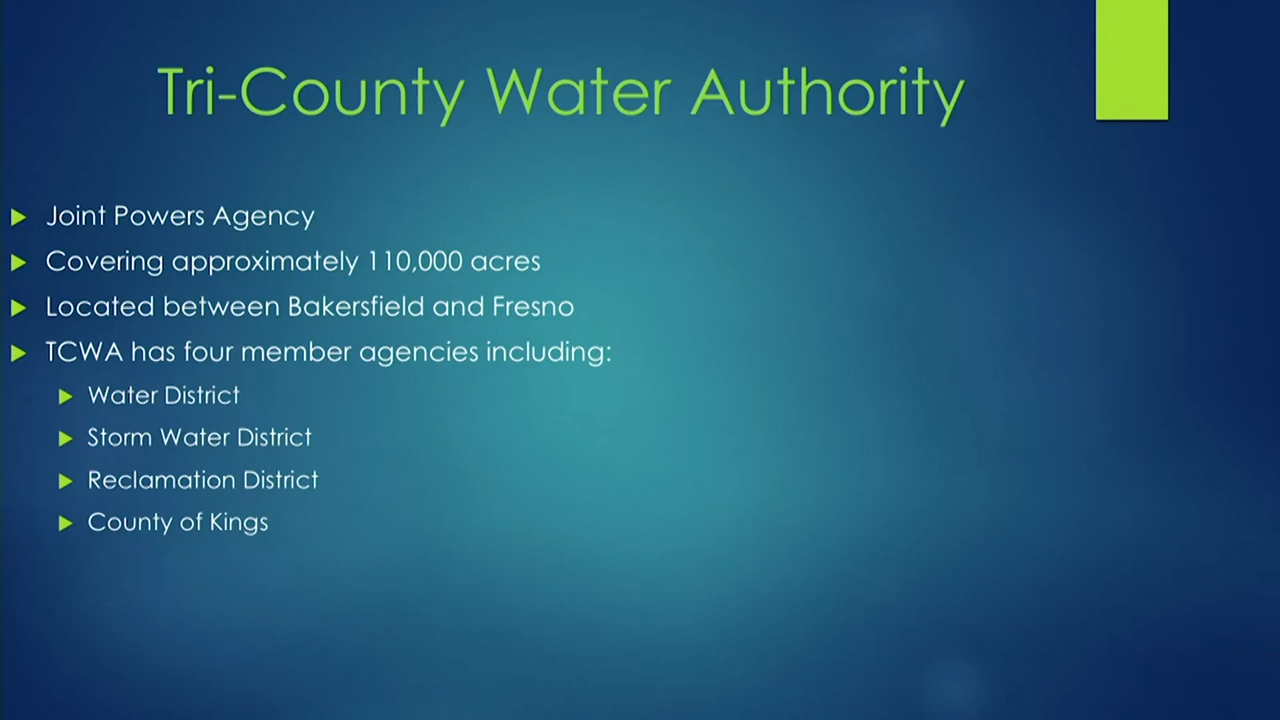 Tri-County Water Authority
Joint Powers Agency
Covering approximately 110,000 acres
Located between Bakersfield and Fresno
TCWA has four member agencies including:
Water District
Storm Water District
Reclamation District
County of Kings